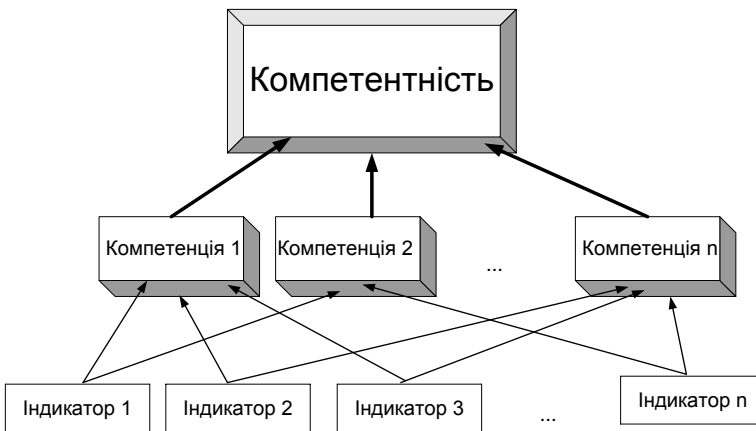 Компетентність
Компетенція 1
Компетенція 2
...
Компетенція n
Індикатор 1
Індикатор 2
Індикатор 3
...
Індикатор n